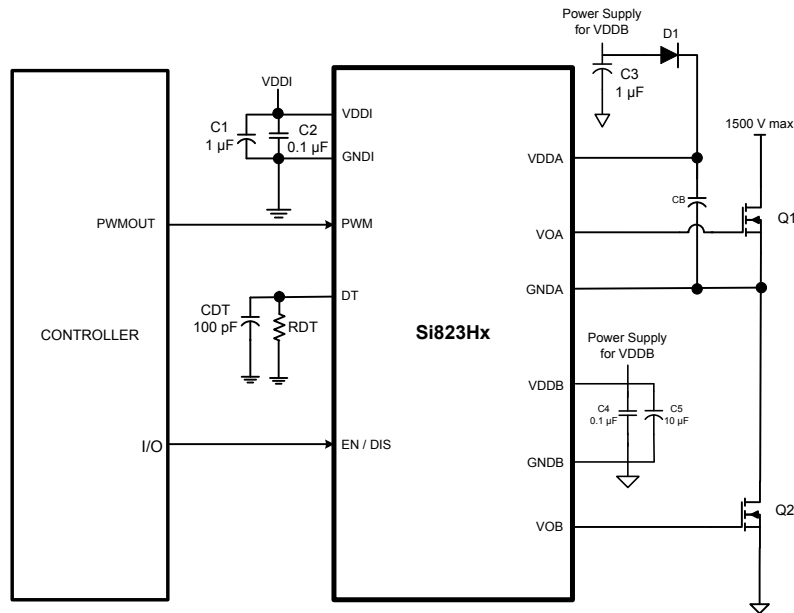 Power Supply
for VDDB
D1
C3
1 µF
VDDI
C1
1 µF
C2
0.1 µF
VDDI
GNDI
1500 V max
VDDA
CB
PWMOUT
PWM
VOA
Q1
GNDA
DT
CDT
100 pF
RDT
CONTROLLER
Si823Hx
Power Supply
for VDDB
VDDB
C4
0.1 µF
C5
10 µF
I/O
EN / DIS
GNDB
VOB
Q2